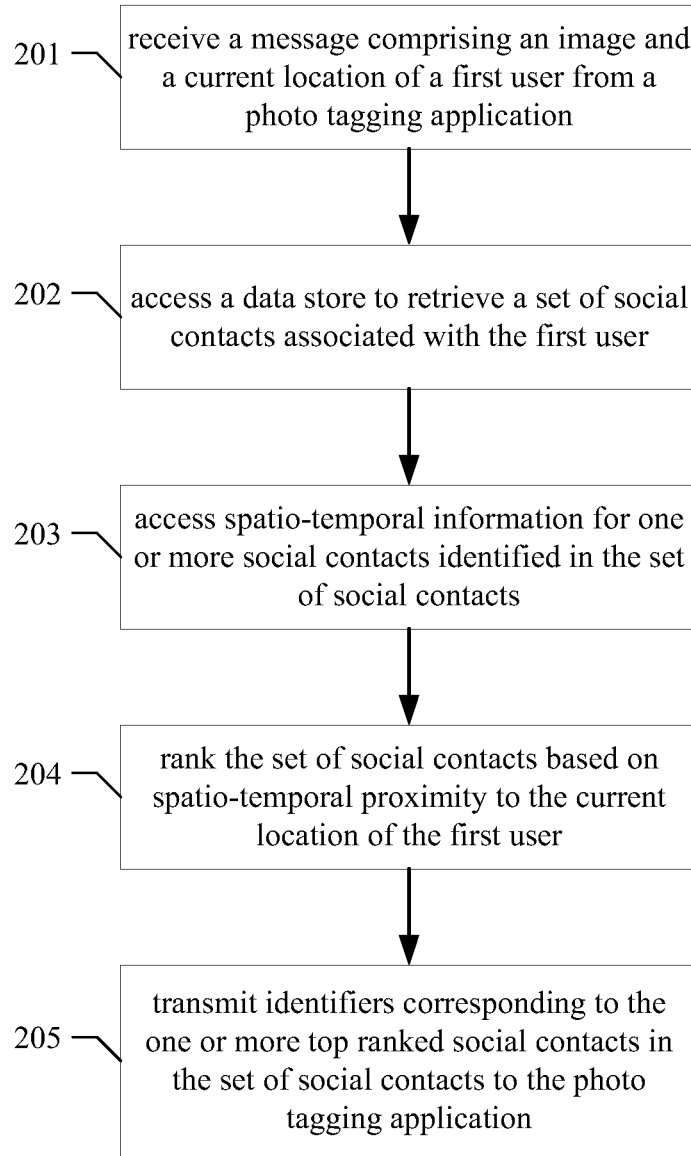 201
receive a message comprising an image and
a current location of a first user from a
photo tagging application
202
access a data store to retrieve a set of social
contacts associated with the first user
203
access spatio-temporal information for one
or more social contacts identified in the set
of social contacts
204
rank the set of social contacts based on
spatio-temporal proximity to the current
location of the first user
205
transmit identifiers corresponding to the
one or more top ranked social contacts in
the set of social contacts to the photo
tagging application